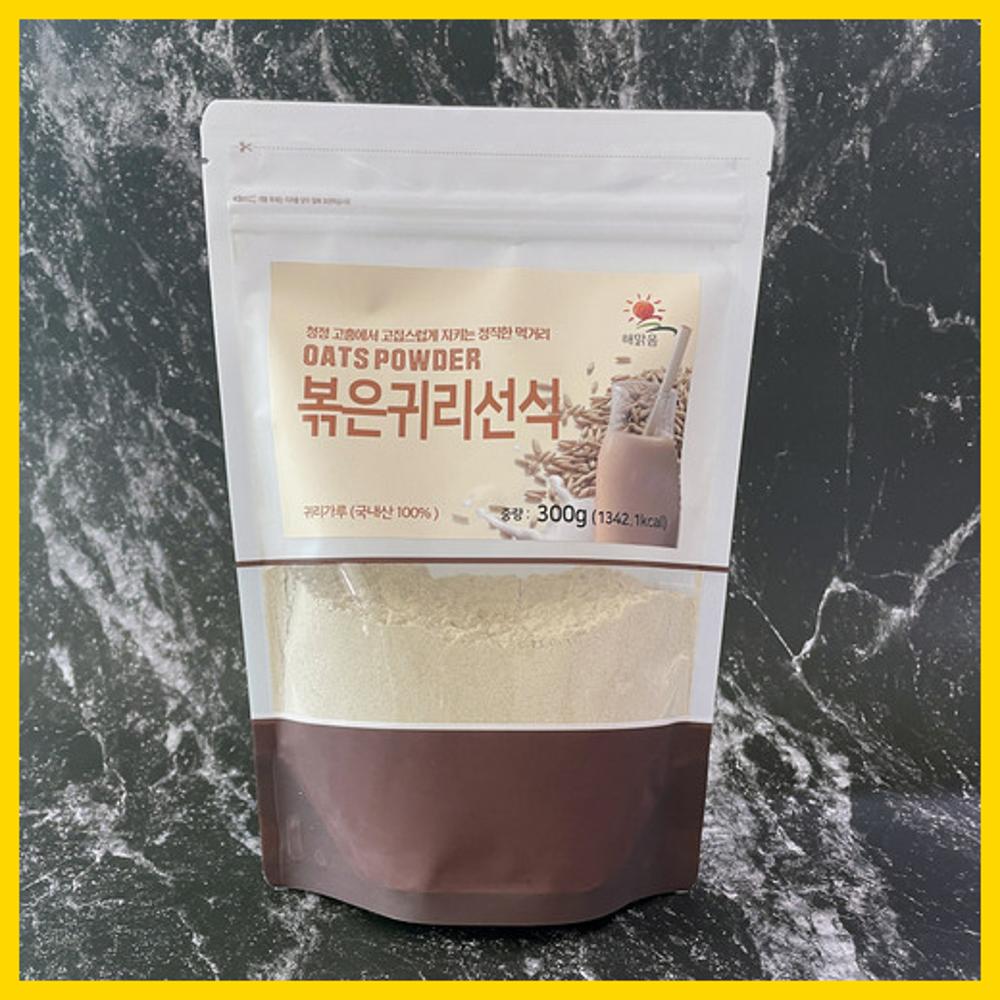 청정 고흥에서 고집스럽게 지키는 정직한 먹거리
해맑음
OATS POWDER
볶은귀리선식
귀리가루 (국내산 100% )
중량 : 300g (1342.1kcal)